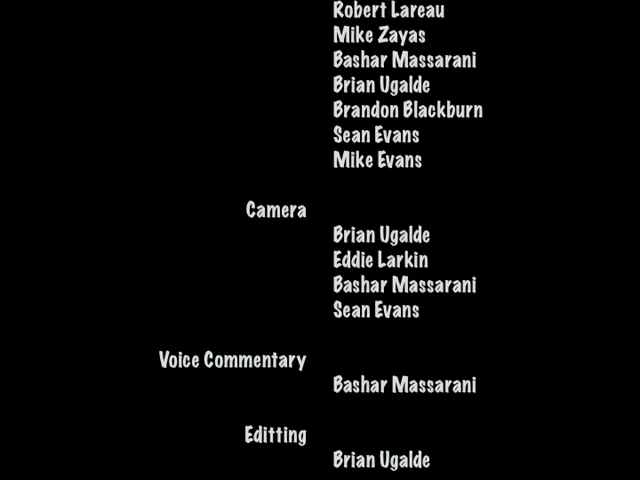 Robert Lareau
Mike Zayas
Bashar Massarani
Brian Ugalde
Brandon Blackburn
Sean Evans
Mike Evans
Camera
Brian Ugalde
Eddie Larkin
Bashar Massarani
Sean Evans
Voice Commentary
Bashar Massarani
Editting
Brian Ugalde